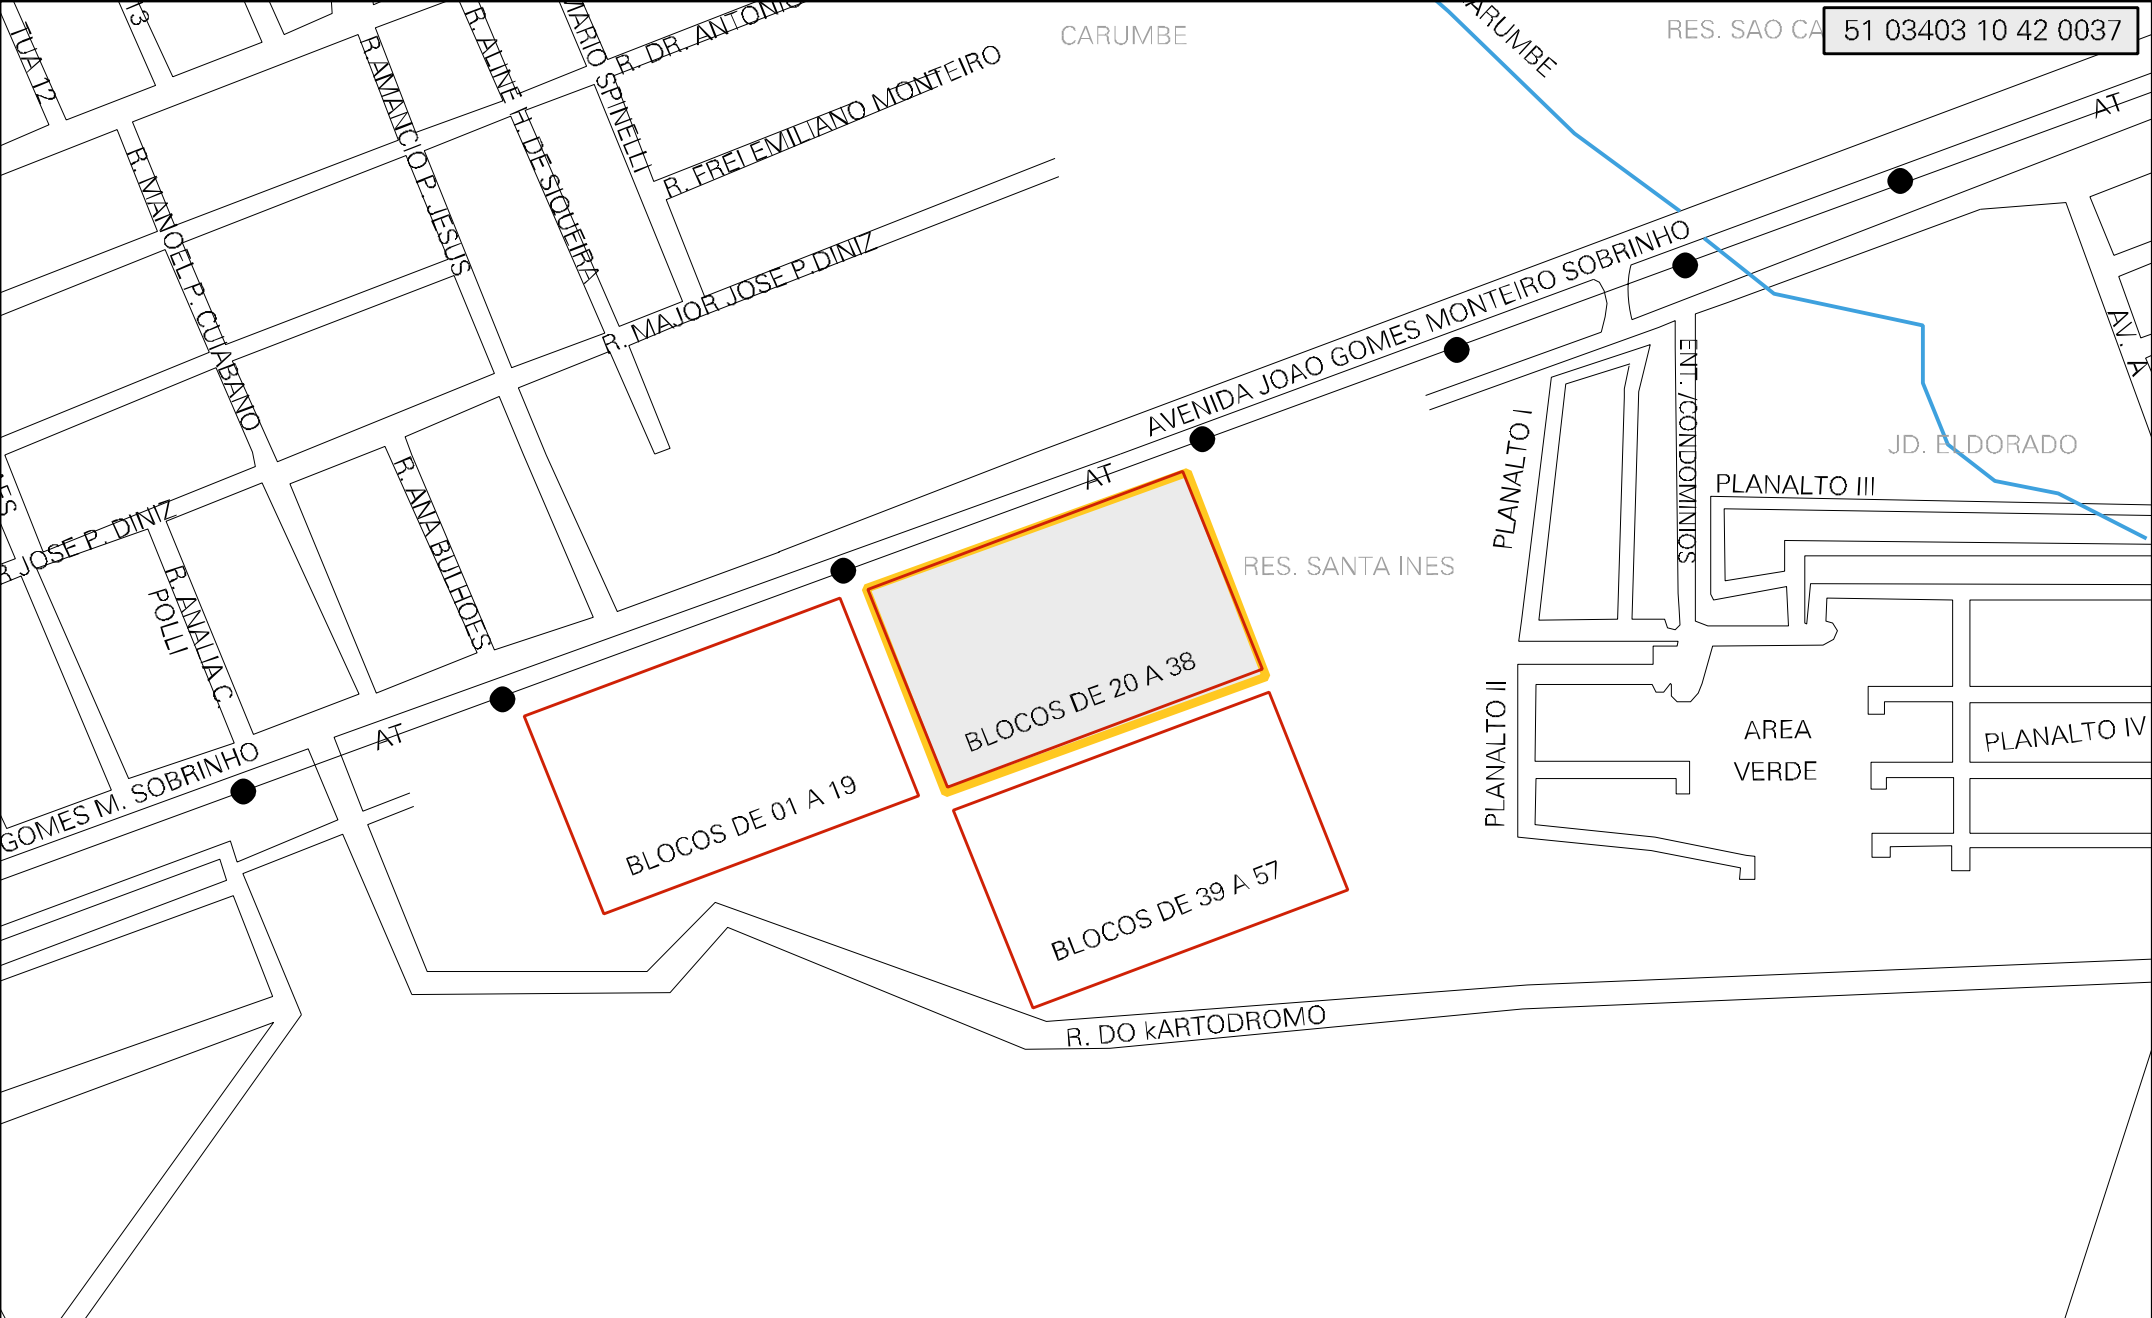 51 03403 10 42 0037
CARUMBE
RES. SAO CA
ARUMBE
TUA 12
13
R. AMANCIO P. JESUS
R. ALINE H. DE SIQUEIRA
MARIO SPINELLI
R. DR. ANTONIO
R. FREI EMILIANO MONTEIRO
R. MANOEL P. CUIABANO
R. MAJOR JOSE P.DINIZ
AVENIDA JOAO GOMES MONTEIRO SOBRINHO
AT
AT
AT
AV. A
ENT. /CONDOMINIOS
JD. ELDORADO
PLANALTO I
PLANALTO III
R. ANA BULHOES
R JOSE P. DINIZ
R. ANALIA C.
POLLI
RES. SANTA INES
BLOCOS DE 20 A 38
BLOCOS DE 01 A 19
BLOCOS DE 39 A 57
PLANALTO II
AREA
VERDE
PLANALTO IV
GOMES M. SOBRINHO
R. DO kARTODROMO